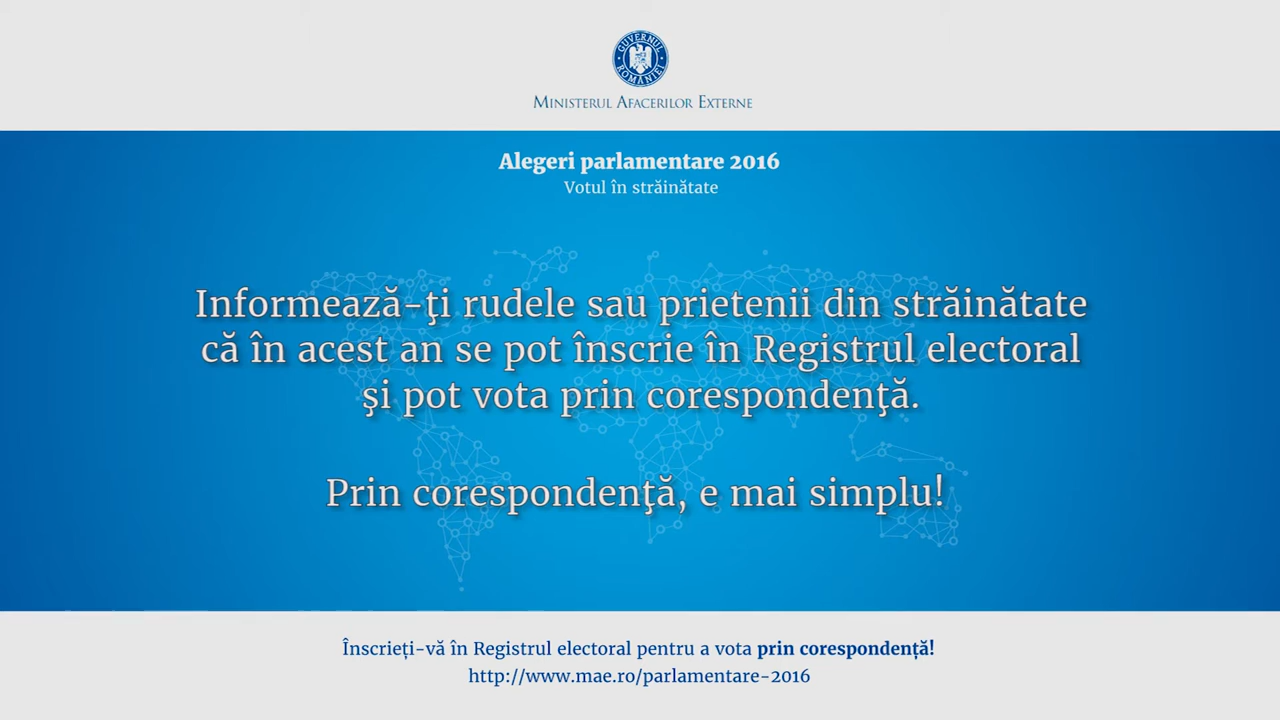 GUVERNUL ROMÂNIEI
MINISTERUL AFACERILOR EXTERNE
Alegeri parlamentare 2016
Votul în străinătate
Informează-ţi rudele sau prietenii din străinătate
că în acest an se pot înscrie în Registrul electoral
şi pot vota prin corespondenţă.
Prin corespondenţă, e mai simplu!
Înscrieți-vă în Registrul electoral pentru a vota prin corespondență!
http://www.mae.ro/parlamentare-2016